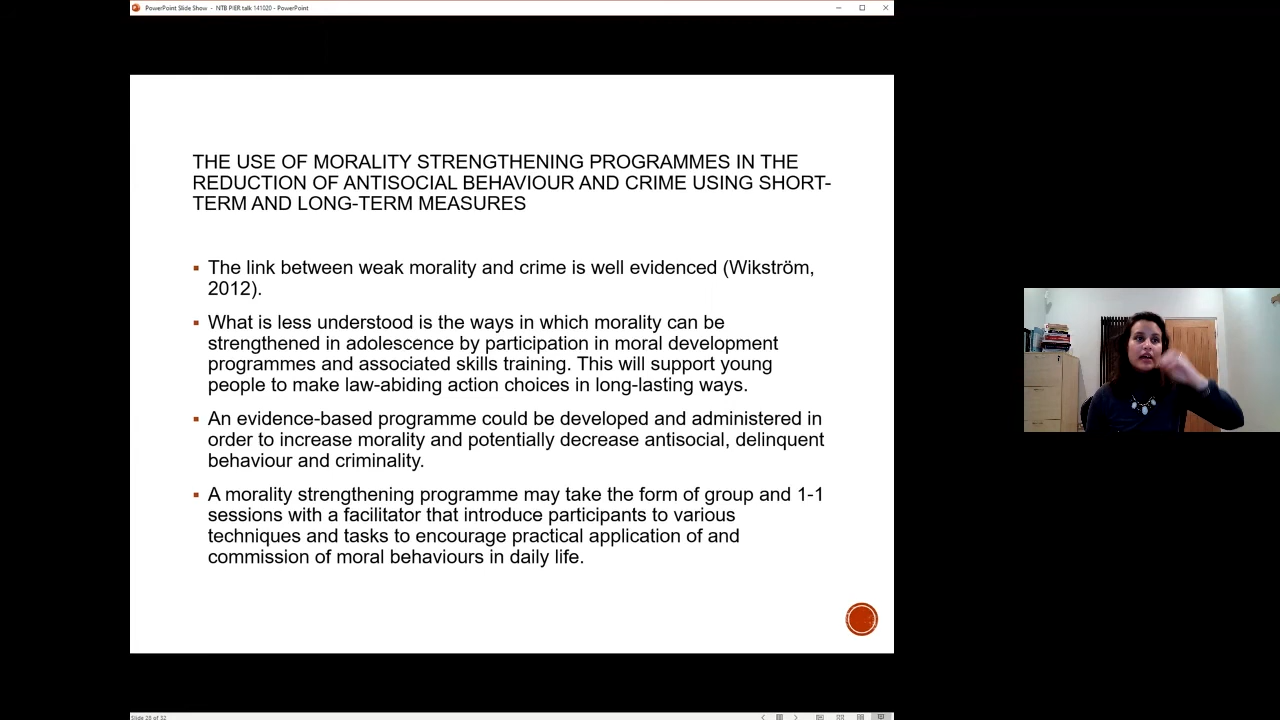 PowerPoint Slide Show - NTB PIER talk 141020 - PowerPoint
THE USE OF MORALITY STRENGTHENING PROGRAMMES IN THE
REDUCTION OF ANTISOCIAL BEHAVIOUR AND CRIME USING SHORT-
TERM AND LONG-TERM MEASURES
The link between weak morality and crime is well evidenced (Wikström,
2012).
What is less understood is the ways in which morality can be
strengthened in adolescence by participation in moral development
programmes and associated skills training. This will support young
people to make law-abiding action choices in long-lasting ways.
An evidence-based programme could be developed and administered in
order to increase morality and potentially decrease antisocial, delinquent
behaviour and criminality.
A morality strengthening programme may take the form of group and 1-1
sessions with a facilitator that introduce participants to various
techniques and tasks to encourage practical application of and
commission of moral behaviours in daily life.
Slide 28 of 32